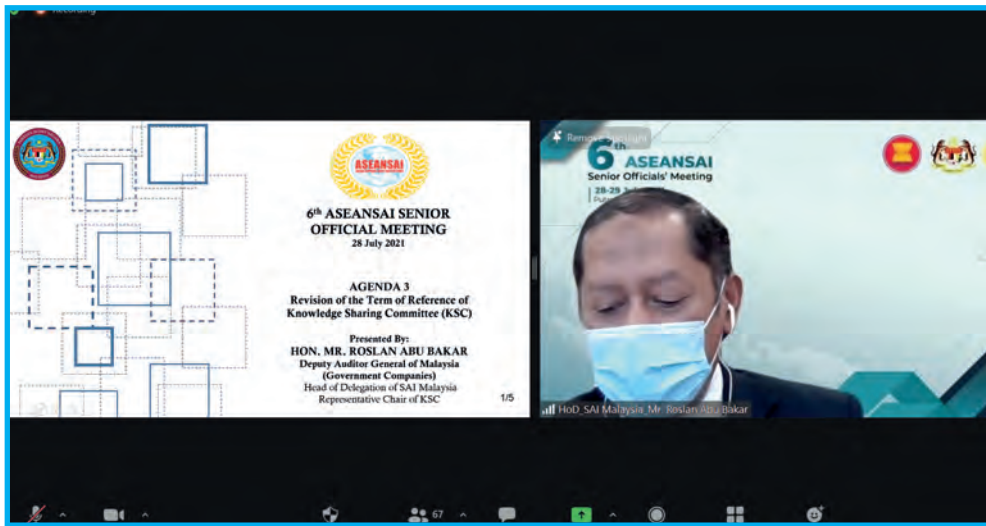 Recording
ASEANSAI
6th ASEANSAI SENIOR
OFFICIAL MEETING
28 July 2021
AGENDA 3
Revision of the Term of Reference of
Knowledge Sharing Committee (KSC)
Presented By:
HON. MR. ROSLAN ABU BAKAR
Deputy Auditor General of Malaysia
(Government Companies)
Head of Delegation of SAI Malaysia
Representative Chair of KSC
1/5
Remove Spotlight
6th ASEANSAI
Senior Officials' Meeting
28-29
HoD_SAI Malaysia_Mr. Roslan Abu Bakar
67